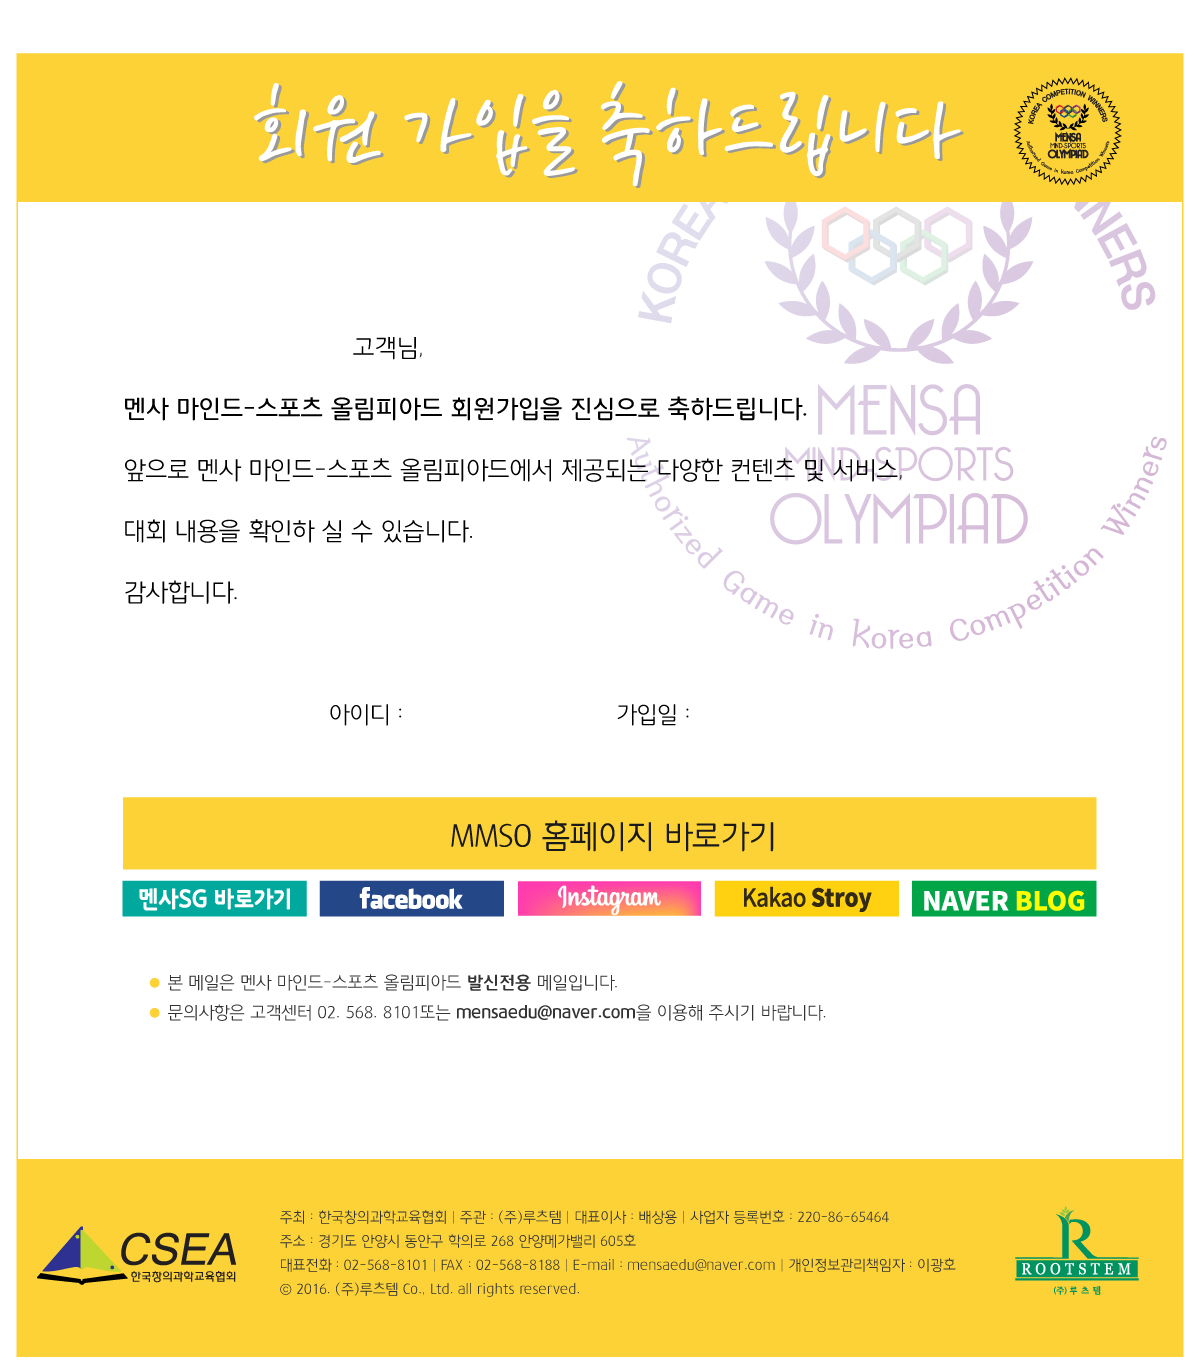 회원 가입을 축하드립니다
KOREA COMPETITION WINNERS
MENSA
MIND·SPORTS
OLYMPIAD
Authorized Game in Korea Competition Winners
KOREA
NNERS
고객님,
멘사 마인드-스포츠 올림피아드 회원가입을 진심으로 축하드립니다.
MENSA
앞으로 멘사 마인드-스포츠 올림피아드에서 제공되는 다양한 컨텐츠 및 서비스,
MIND·SPORTS
OLYMPIAD
대회 내용을 확인하 실 수 있습니다.
감사합니다.
Authorized Game in Korea Competition Winners
아이디 : 가입일 :
MMSO 홈페이지 바로가기
멘사SG 바로가기 facebook Instagram Kakao Stroy NAVER BLOG
본 메일은 멘사 마인드-스포츠 올림피아드 발신전용 메일입니다.
문의사항은 고객센터 02. 568. 8101또는 mensaedu@naver.com을 이용해 주시기 바랍니다.
CSEA
한국창의과학교육협회
주최 : 한국창의과학교육협회 | 주관 : (주)루츠템 | 대표이사 : 배상용 | 사업자 등록번호 : 220-86-65464
주소 : 경기도 안양시 동안구 학의로 268 안양메가밸리 605호
대표전화 : 02-568-8101 | FAX : 02-568-8188 | E-mail : mensaedu@naver.com | 개인정보관리책임자 : 이광호
© 2016. (주)루츠템 Co., Ltd. all rights reserved.
R
ROOTSTEM
(주)루츠템